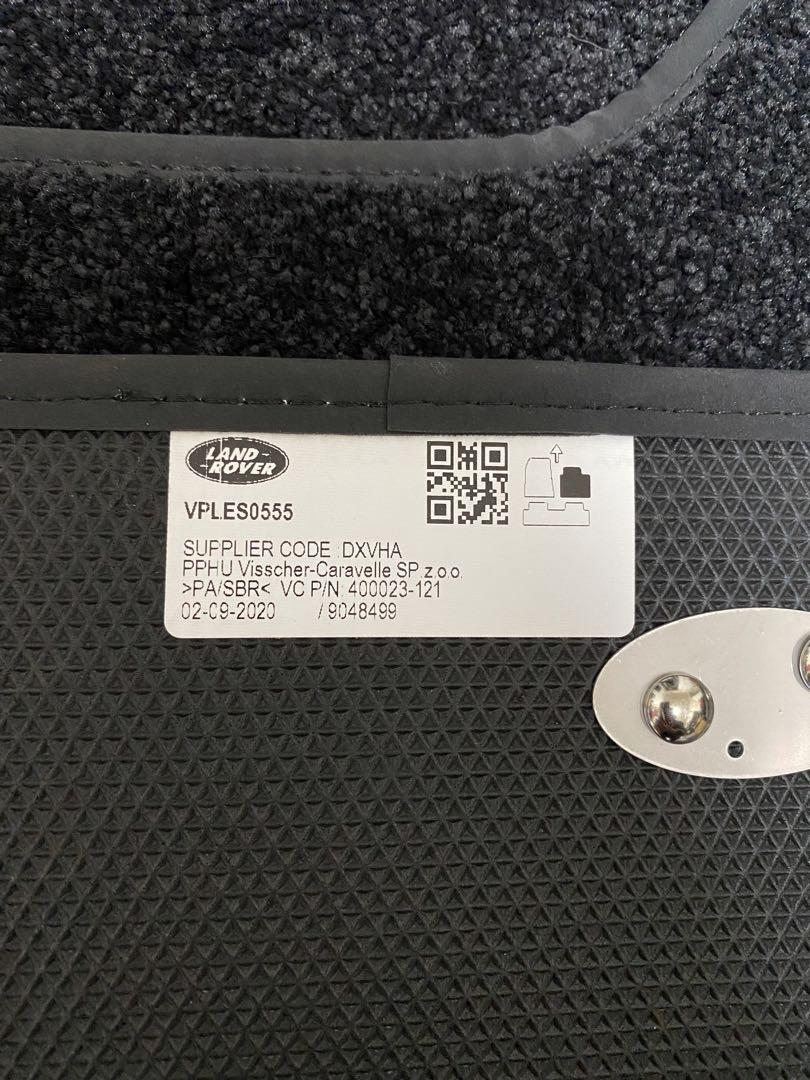 LAND-
-ROVER
VPLES0555
SUPPLIER CODE :DXVHA
PPHU Visscher-Caravelle SP.z.o.o.
>PA/SBR< VC P/N: 400023-121
02-09-2020 / 9048499